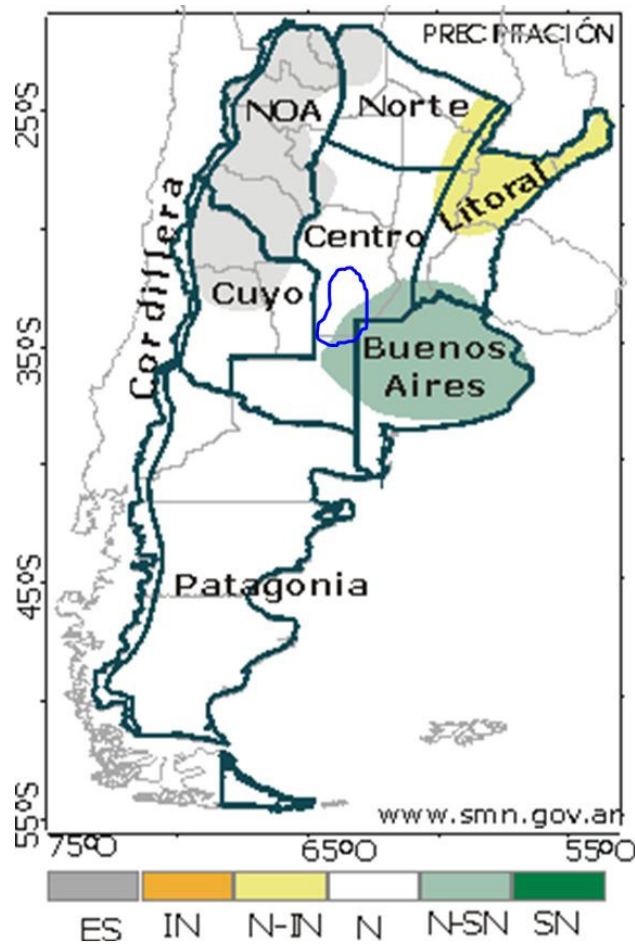 PRECIPITACIÓN
25ºS
NOA
Norte
Litoral
Cordillera
Centro
Cuyo
35ºS
Buenos
Aires
Patagonia
45ºS
www.smn.gov.ar
55ºS
75ºO
65ºO
55ºO
ES
IN
N-IN
N
N-SN
SN